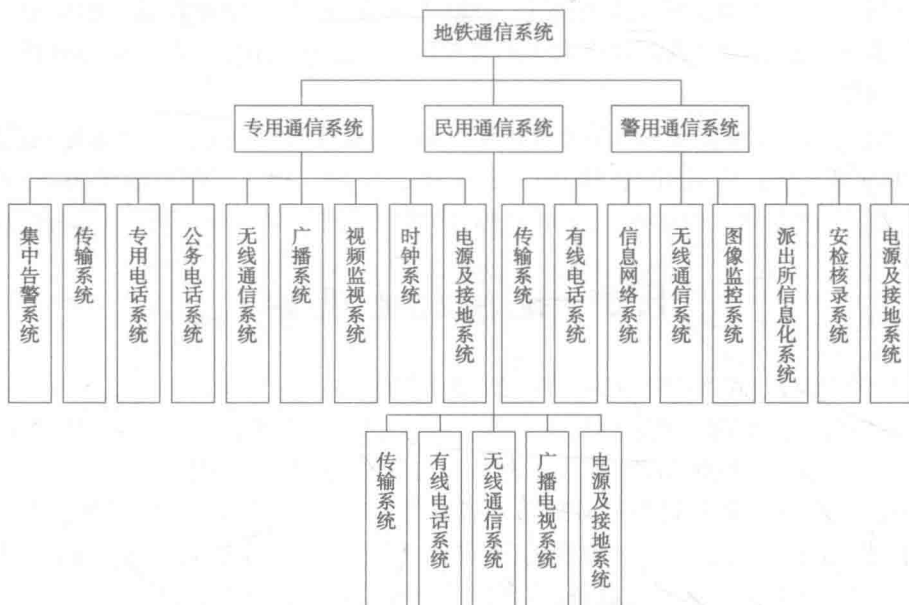 地铁通信系统
专用通信系统
民用通信系统
警用通信系统
集中告警系统
传输系统
专用电话系统
公务电话系统
无线通信系统
广播系统
视频监视系统
时钟系统
电源及接地系统
传输系统
有线电话系统
信息网络系统
无线通信系统
图像监控系统
派出所信息化系统
安检核录系统
电源及接地系统
传输系统
有线电话系统
无线通信系统
广播电视系统
电源及接地系统